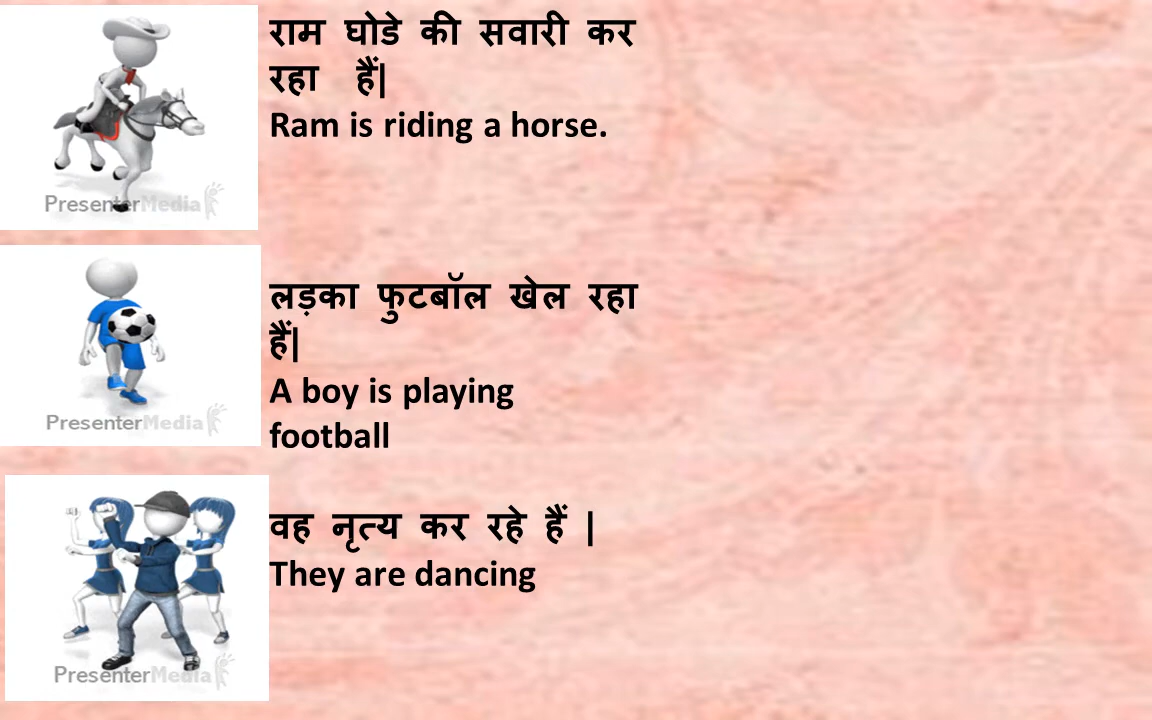 राम घोडे की सवारी कर
रहा हैं|
Ram is riding a horse.
PresenterMedia
लड़का फुटबॉल खेल रहा
हैं|
A boy is playing
football
PresenterMedia
वह नृत्य कर रहे हैं |
They are dancing
PresenterMedia